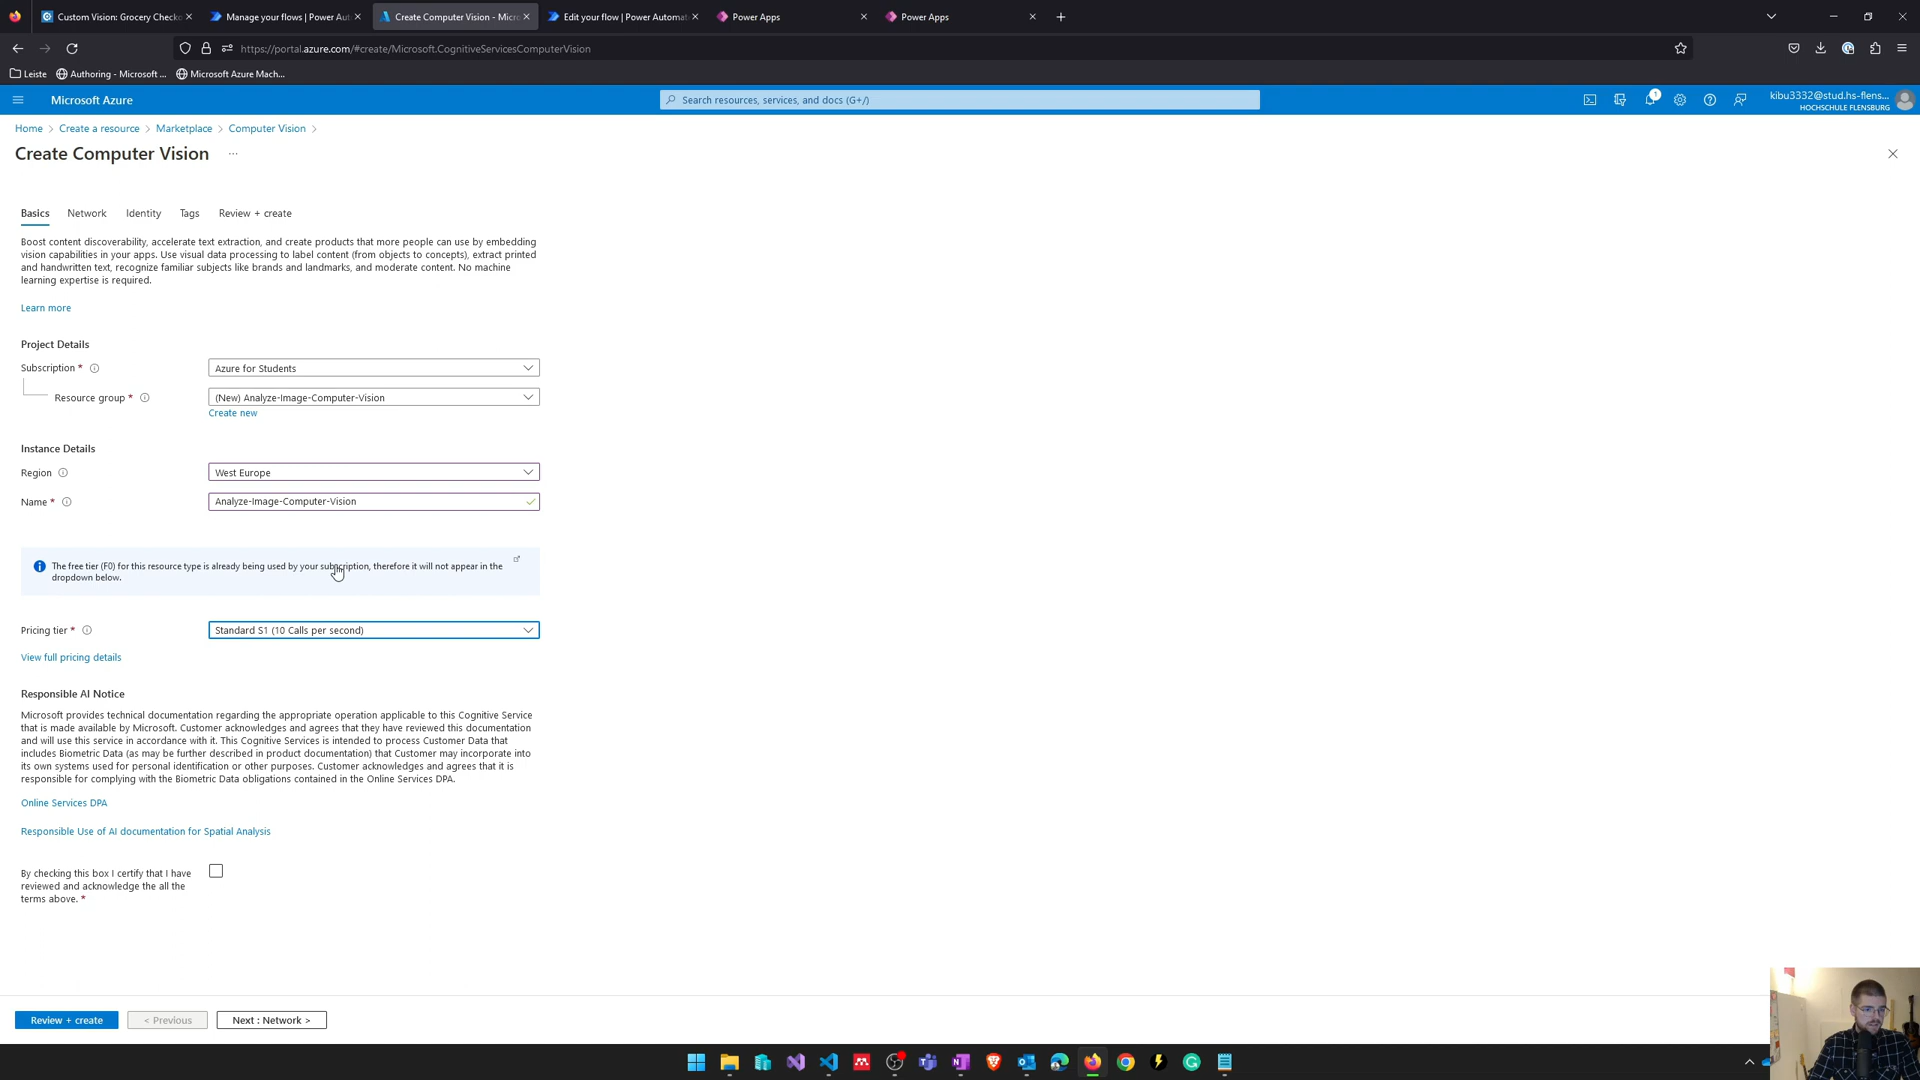 Custom Vision: Grocery Checko
Manage your flows | Power Aut
Create Computer Vision - Micro
Edit your flow | Power Automat
Power Apps
Power Apps
https://portal.azure.com/#create/Microsoft.CognitiveServicesComputerVision
Leiste
Authoring - Microsoft ...
Microsoft Azure Mach...
Microsoft Azure
Search resources, services, and docs (G+/)
1
kibu3332@stud.hs-flens...
HOCHSCHULE FLENSBURG
Home > Create a resource > Marketplace > Computer Vision >
Create Computer Vision ...
Basics Network Identity Tags Review + create
Boost content discoverability, accelerate text extraction, and create products that more people can use by embedding
vision capabilities in your apps. Use visual data processing to label content (from objects to concepts), extract printed
and handwritten text, recognize familiar subjects like brands and landmarks, and moderate content. No machine
learning expertise is required.
Learn more
Project Details
Subscription * Azure for Students
Resource group * (New) Analyze-Image-Computer-Vision
Create new
Instance Details
Region West Europe
Name * Analyze-Image-Computer-Vision
The free tier (F0) for this resource type is already being used by your subscription, therefore it will not appear in the
dropdown below.
Pricing tier * Standard S1 (10 Calls per second)
View full pricing details
Responsible AI Notice
Microsoft provides technical documentation regarding the appropriate operation applicable to this Cognitive Service
that is made available by Microsoft. Customer acknowledges and agrees that they have reviewed this documentation
and will use this service in accordance with it. This Cognitive Services is intended to process Customer Data that
includes Biometric Data (as may be further described in product documentation) that Customer may incorporate into
its own systems used for personal identification or other purposes. Customer acknowledges and agrees that it is
responsible for complying with the Biometric Data obligations contained in the Online Services DPA.
Online Services DPA
Responsible Use of AI documentation for Spatial Analysis
By checking this box I certify that I have
reviewed and acknowledge the all the
terms above. *
Review + create
< Previous
Next : Network >